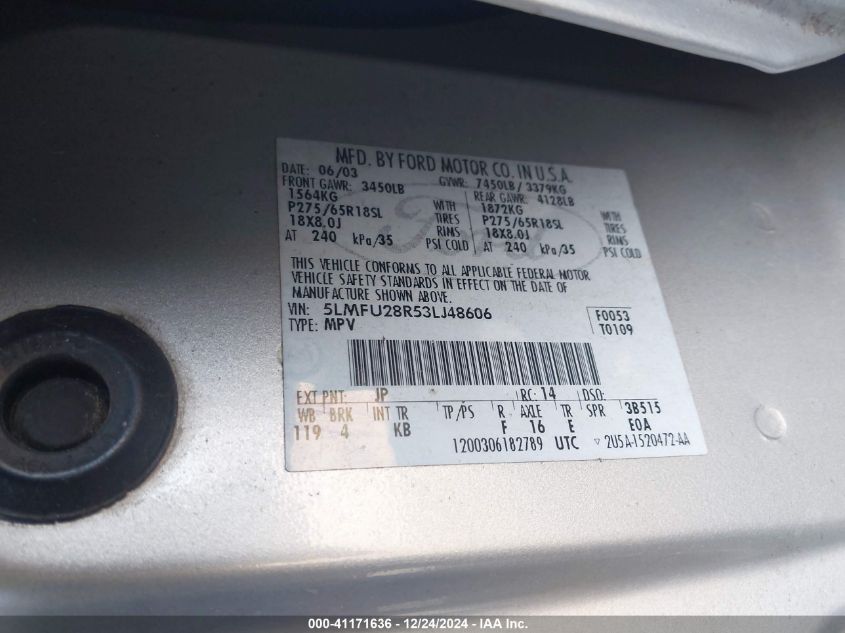 MFD. BY FORD MOTOR CO. IN U.S.A.
DATE: 06/03 GVWR: 7450LB / 3379KG
FRONT GAWR: 3450LB REAR GAWR: 4128LB
1564KG WITH 1872KG WITH
P275/65R18SL TIRES P275/65R18SL TIRES
18X8.0J RIMS 18X8.0J RIMS
AT 240 kPa/35 PSI COLD AT 240 kPa/35 PSI COLD
Ford
THIS VEHICLE CONFORMS TO ALL APPLICABLE FEDERAL MOTOR
VEHICLE SAFETY STANDARDS IN EFFECT ON THE DATE OF
MANUFACTURE SHOWN ABOVE.
VIN: 5LMFU28R53LJ48606 F0053
TYPE: MPV T0109
EXT PNT: JP RC: 14 DSO:
WB BRK INT TR TP/PS R AXLE TR SPR 3B515
119 4 KB F 16 E E0A
1200306182789 UTC ▽ 2U5A-1520472-AA
000-41171636 - 12/24/2024 - IAA Inc.